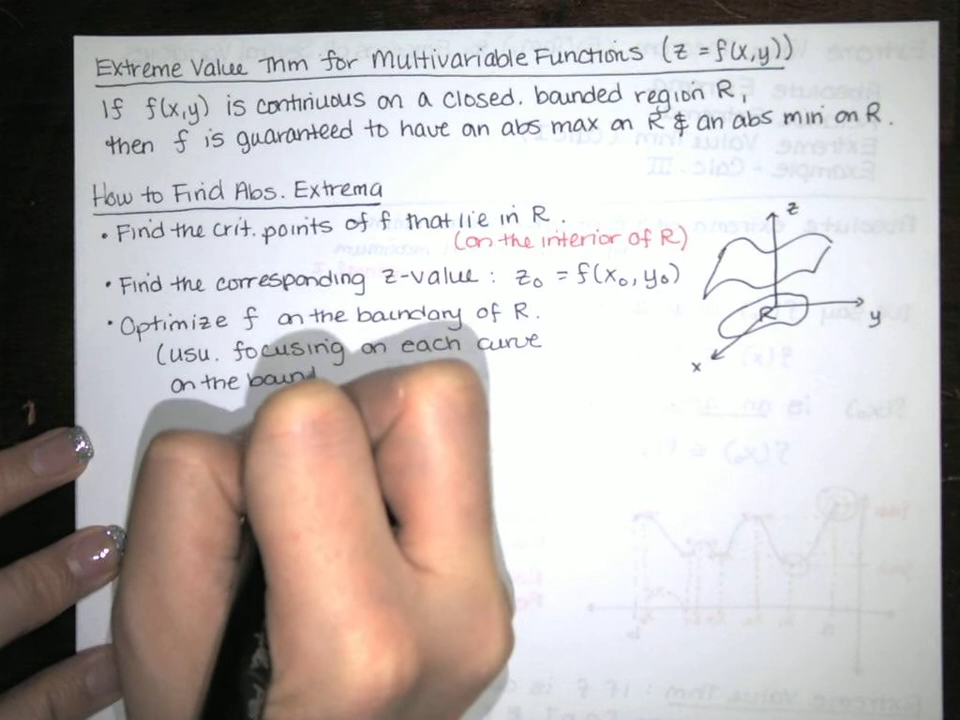 Extreme Value Thm for Multivariable Functions (z = f(x,y))
If f(x,y) is continuous on a closed, bounded region R,
then f is guaranteed to have an abs max on R & an abs min on R.
How to Find Abs. Extrema
• Find the crit. points of f that lie in R.
(on the interior of R)
• Find the corresponding z-value : z₀ = f(x₀, y₀)
• Optimize f on the boundary of R.
(usu. focusing on each curve
on the bound
z
R
y
x